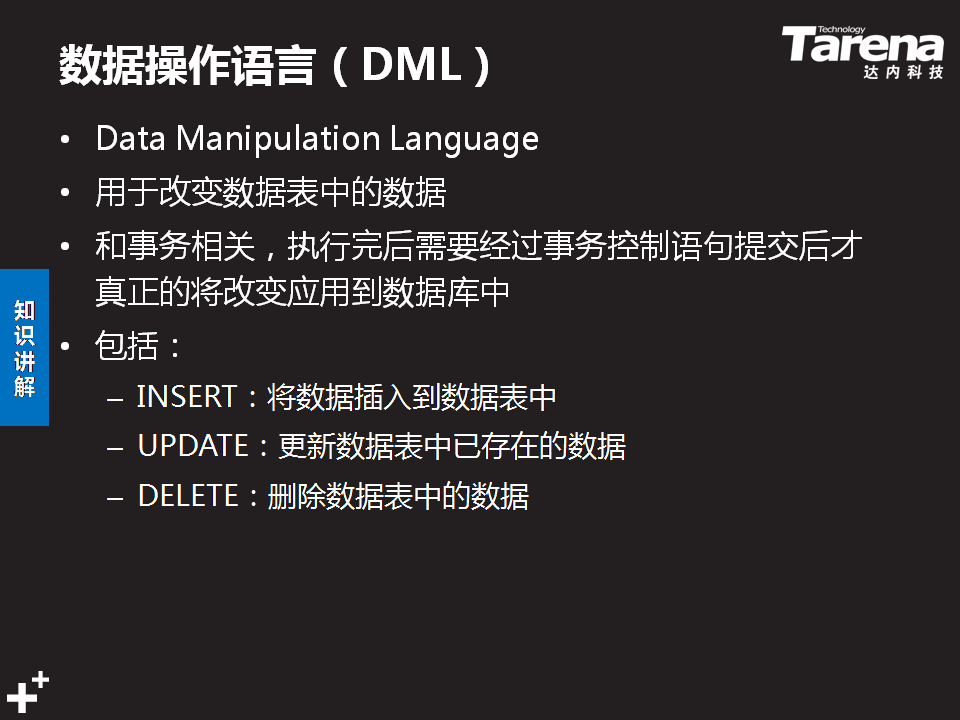 数据操作语言（DML）
Technology
Tarena
达内科技
• Data Manipulation Language
• 用于改变数据表中的数据
• 和事务相关，执行完后需要经过事务控制语句提交后才
真正的将改变应用到数据库中
知识讲解
• 包括：
– INSERT：将数据插入到数据表中
– UPDATE：更新数据表中已存在的数据
– DELETE：删除数据表中的数据